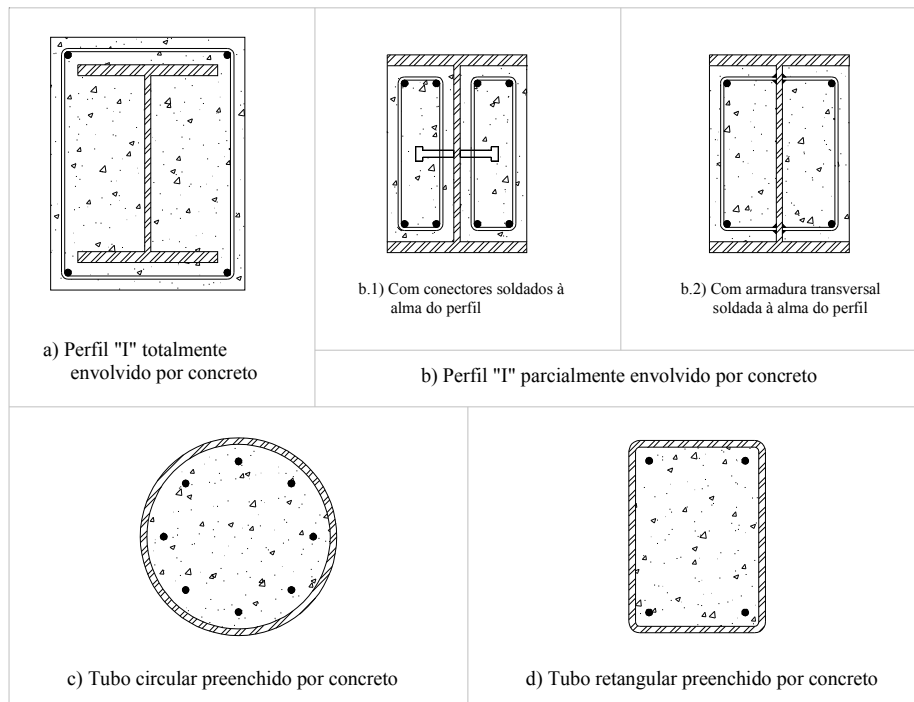 b.1) Com conectores soldados à
alma do perfil
b.2) Com armadura transversal
soldada à alma do perfil
a) Perfil "I" totalmente
envolvido por concreto
b) Perfil "I" parcialmente envolvido por concreto
c) Tubo circular preenchido por concreto
d) Tubo retangular preenchido por concreto